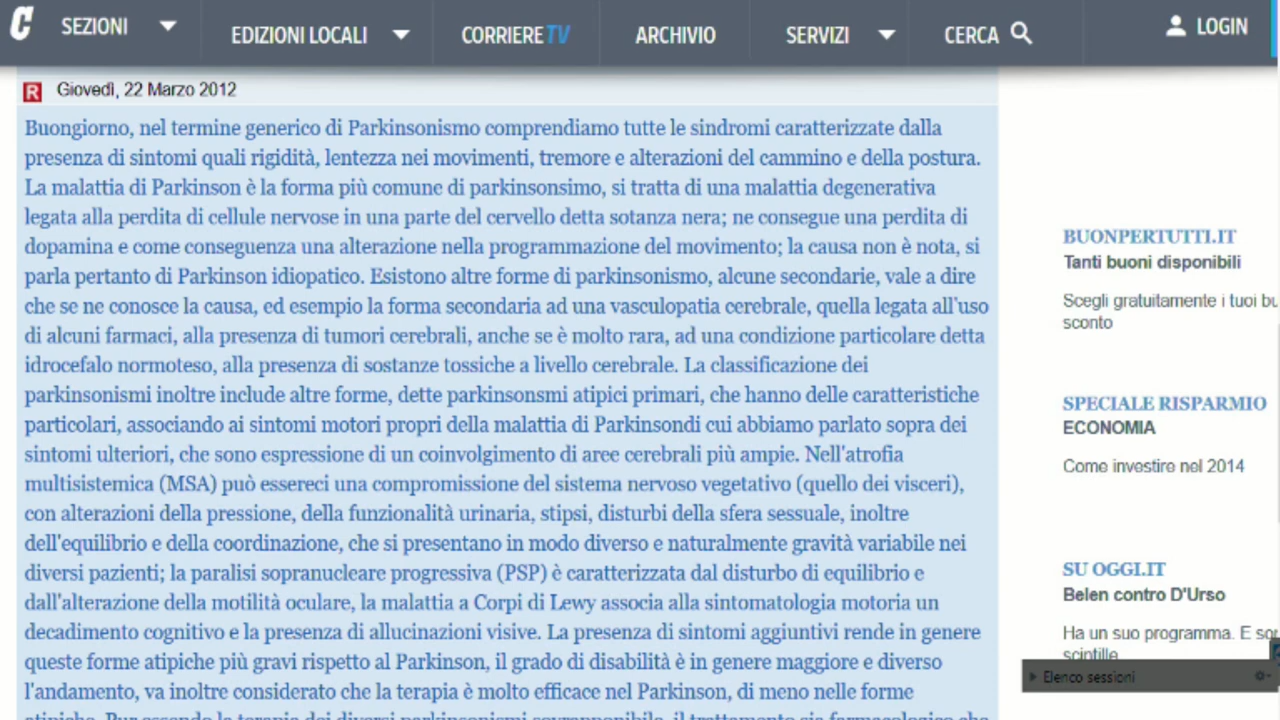 C SEZIONI EDIZIONI LOCALI CORRIERETV ARCHIVIO SERVIZI CERCA LOGIN
R Giovedì, 22 Marzo 2012
Buongiorno, nel termine generico di Parkinsonismo comprendiamo tutte le sindromi caratterizzate dalla
presenza di sintomi quali rigidità, lentezza nei movimenti, tremore e alterazioni del cammino e della postura.
La malattia di Parkinson è la forma più comune di parkinsonsimo, si tratta di una malattia degenerativa
legata alla perdita di cellule nervose in una parte del cervello detta sotanza nera; ne consegue una perdita di
dopamina e come conseguenza una alterazione nella programmazione del movimento; la causa non è nota, si
parla pertanto di Parkinson idiopatico. Esistono altre forme di parkinsonismo, alcune secondarie, vale a dire
che se ne conosce la causa, ed esempio la forma secondaria ad una vasculopatia cerebrale, quella legata all'uso
di alcuni farmaci, alla presenza di tumori cerebrali, anche se è molto rara, ad una condizione particolare detta
idrocefalo normoteso, alla presenza di sostanze tossiche a livello cerebrale. La classificazione dei
parkinsonismi inoltre include altre forme, dette parkinsonsmi atipici primari, che hanno delle caratteristiche
particolari, associando ai sintomi motori propri della malattia di Parkinsondi cui abbiamo parlato sopra dei
sintomi ulteriori, che sono espressione di un coinvolgimento di aree cerebrali più ampie. Nell'atrofia
multisistemica (MSA) può essereci una compromissione del sistema nervoso vegetativo (quello dei visceri),
con alterazioni della pressione, della funzionalità urinaria, stipsi, disturbi della sfera sessuale, inoltre
dell'equilibrio e della coordinazione, che si presentano in modo diverso e naturalmente gravità variabile nei
diversi pazienti; la paralisi sopranucleare progressiva (PSP) è caratterizzata dal disturbo di equilibrio e
dall'alterazione della motilità oculare, la malattia a Corpi di Lewy associa alla sintomatologia motoria un
decadimento cognitivo e la presenza di allucinazioni visive. La presenza di sintomi aggiuntivi rende in genere
queste forme atipiche più gravi rispetto al Parkinson, il grado di disabilità è in genere maggiore e diverso
l'andamento, va inoltre considerato che la terapia è molto efficace nel Parkinson, di meno nelle forme
atipiche. Pur essendo la terapia dei diversi parkinsonismi sovrapponibile, il trattamento sia farmacologico che
BUONPERTUTTI.IT
Tanti buoni disponibili
Scegli gratuitamente i tuoi bu
sconto
SPECIALE RISPARMIO
ECONOMIA
Come investire nel 2014
SU OGGI.IT
Belen contro D'Urso
Ha un suo programma. E so
scintille
Elenco sessioni